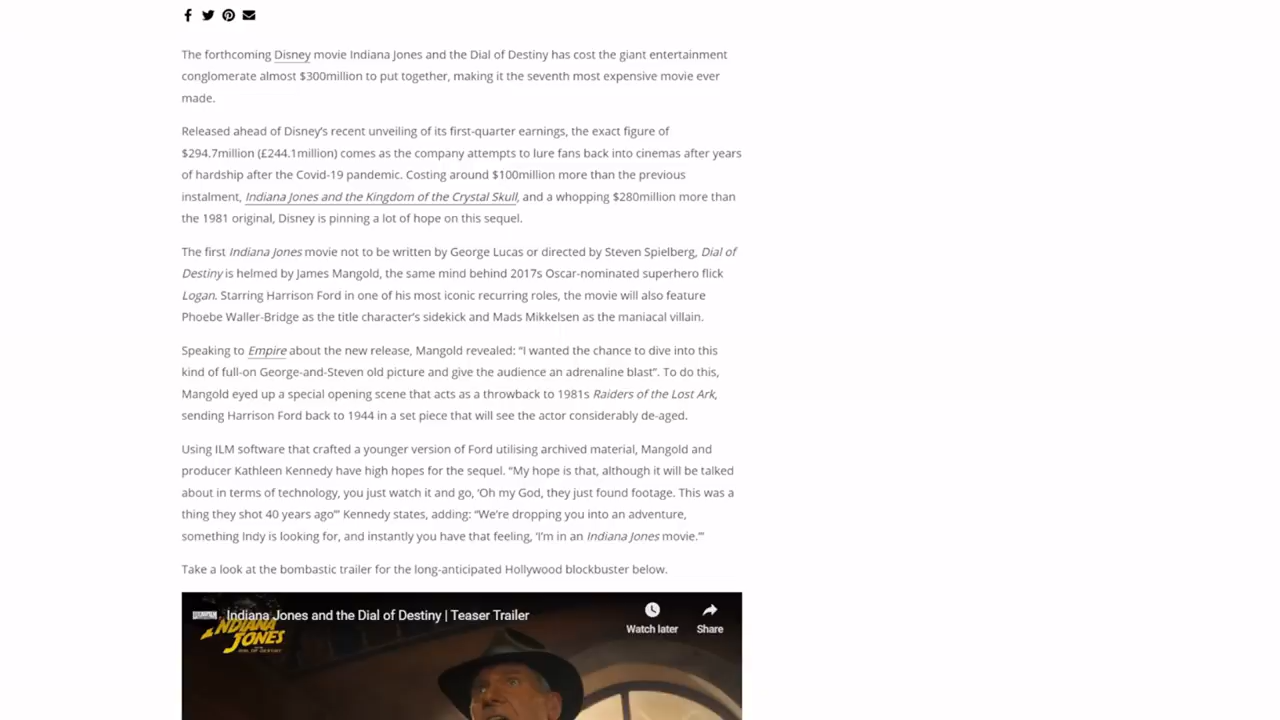 The forthcoming Disney movie Indiana Jones and the Dial of Destiny has cost the giant entertainment
conglomerate almost $300million to put together, making it the seventh most expensive movie ever
made.
Released ahead of Disney's recent unveiling of its first-quarter earnings, the exact figure of
$294.7million (£244.1million) comes as the company attempts to lure fans back into cinemas after years
of hardship after the Covid-19 pandemic. Costing around $100million more than the previous
instalment, Indiana Jones and the Kingdom of the Crystal Skull, and a whopping $280million more than
the 1981 original, Disney is pinning a lot of hope on this sequel.
The first Indiana Jones movie not to be written by George Lucas or directed by Steven Spielberg, Dial of
Destiny is helmed by James Mangold, the same mind behind 2017s Oscar-nominated superhero flick
Logan. Starring Harrison Ford in one of his most iconic recurring roles, the movie will also feature
Phoebe Waller-Bridge as the title character's sidekick and Mads Mikkelsen as the maniacal villain.
Speaking to Empire about the new release, Mangold revealed: “I wanted the chance to dive into this
kind of full-on George-and-Steven old picture and give the audience an adrenaline blast”. To do this,
Mangold eyed up a special opening scene that acts as a throwback to 1981s Raiders of the Lost Ark,
sending Harrison Ford back to 1944 in a set piece that will see the actor considerably de-aged.
Using ILM software that crafted a younger version of Ford utilising archived material, Mangold and
producer Kathleen Kennedy have high hopes for the sequel. “My hope is that, although it will be talked
about in terms of technology, you just watch it and go, ‘Oh my God, they just found footage. This was a
thing they shot 40 years ago’” Kennedy states, adding: “We're dropping you into an adventure,
something Indy is looking for, and instantly you have that feeling, ‘I'm in an Indiana Jones movie.’”
Take a look at the bombastic trailer for the long-anticipated Hollywood blockbuster below.
Indiana Jones and the Dial of Destiny | Teaser Trailer
Watch later
Share
INDIANA
JONES
DIAL OF DESTINY